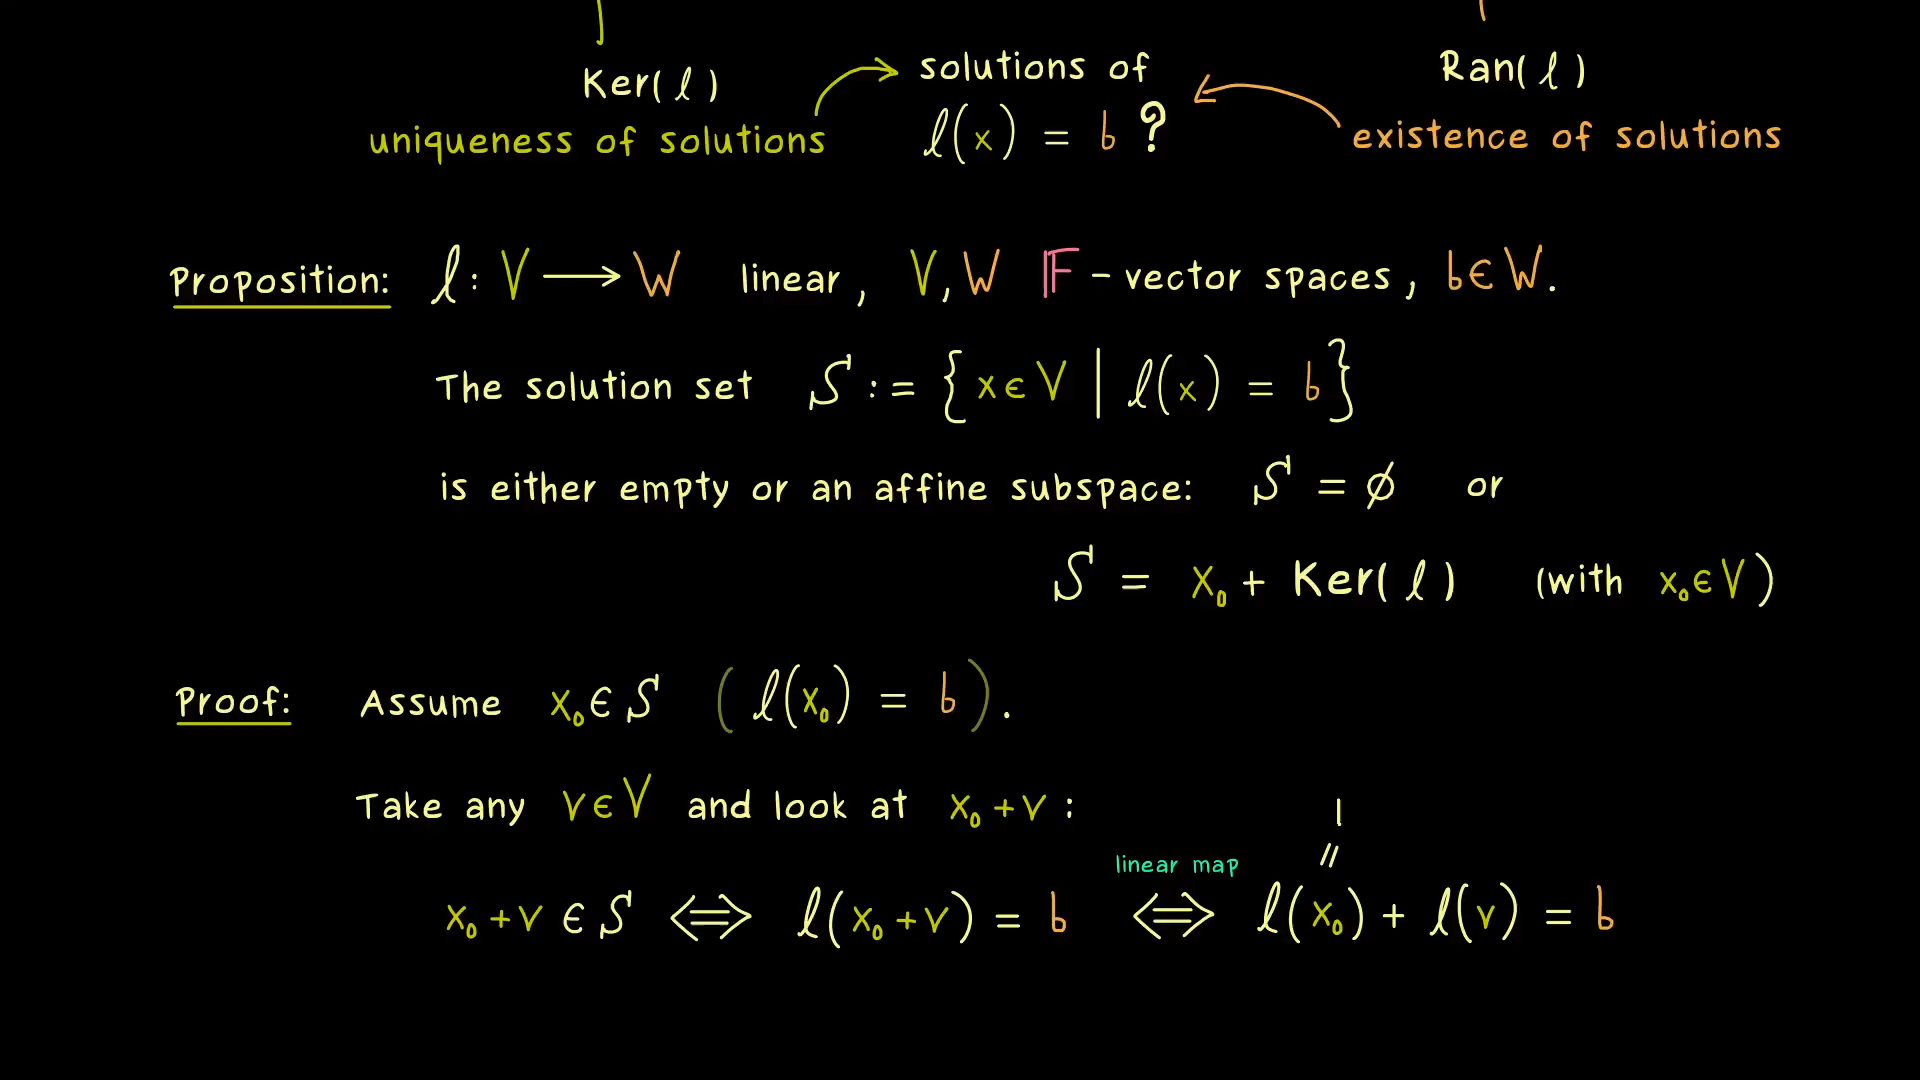 Ker(ℓ) solutions of Ran(ℓ)
uniqueness of solutions ℓ(x) = b ? existence of solutions
Proposition: ℓ: V ⟶ W linear, V, W 𝔽-vector spaces, b∈W.
The solution set S := {x∈V | ℓ(x) = b}
is either empty or an affine subspace: S = ∅ or
S = x₀ + Ker(ℓ) (with x₀∈V)
Proof: Assume x₀∈S (ℓ(x₀) = b).
Take any v∈V and look at x₀+v:
linear map
x₀+v ∈ S ⟺ ℓ(x₀+v) = b ⟺ ℓ(x₀) + ℓ(v) = b